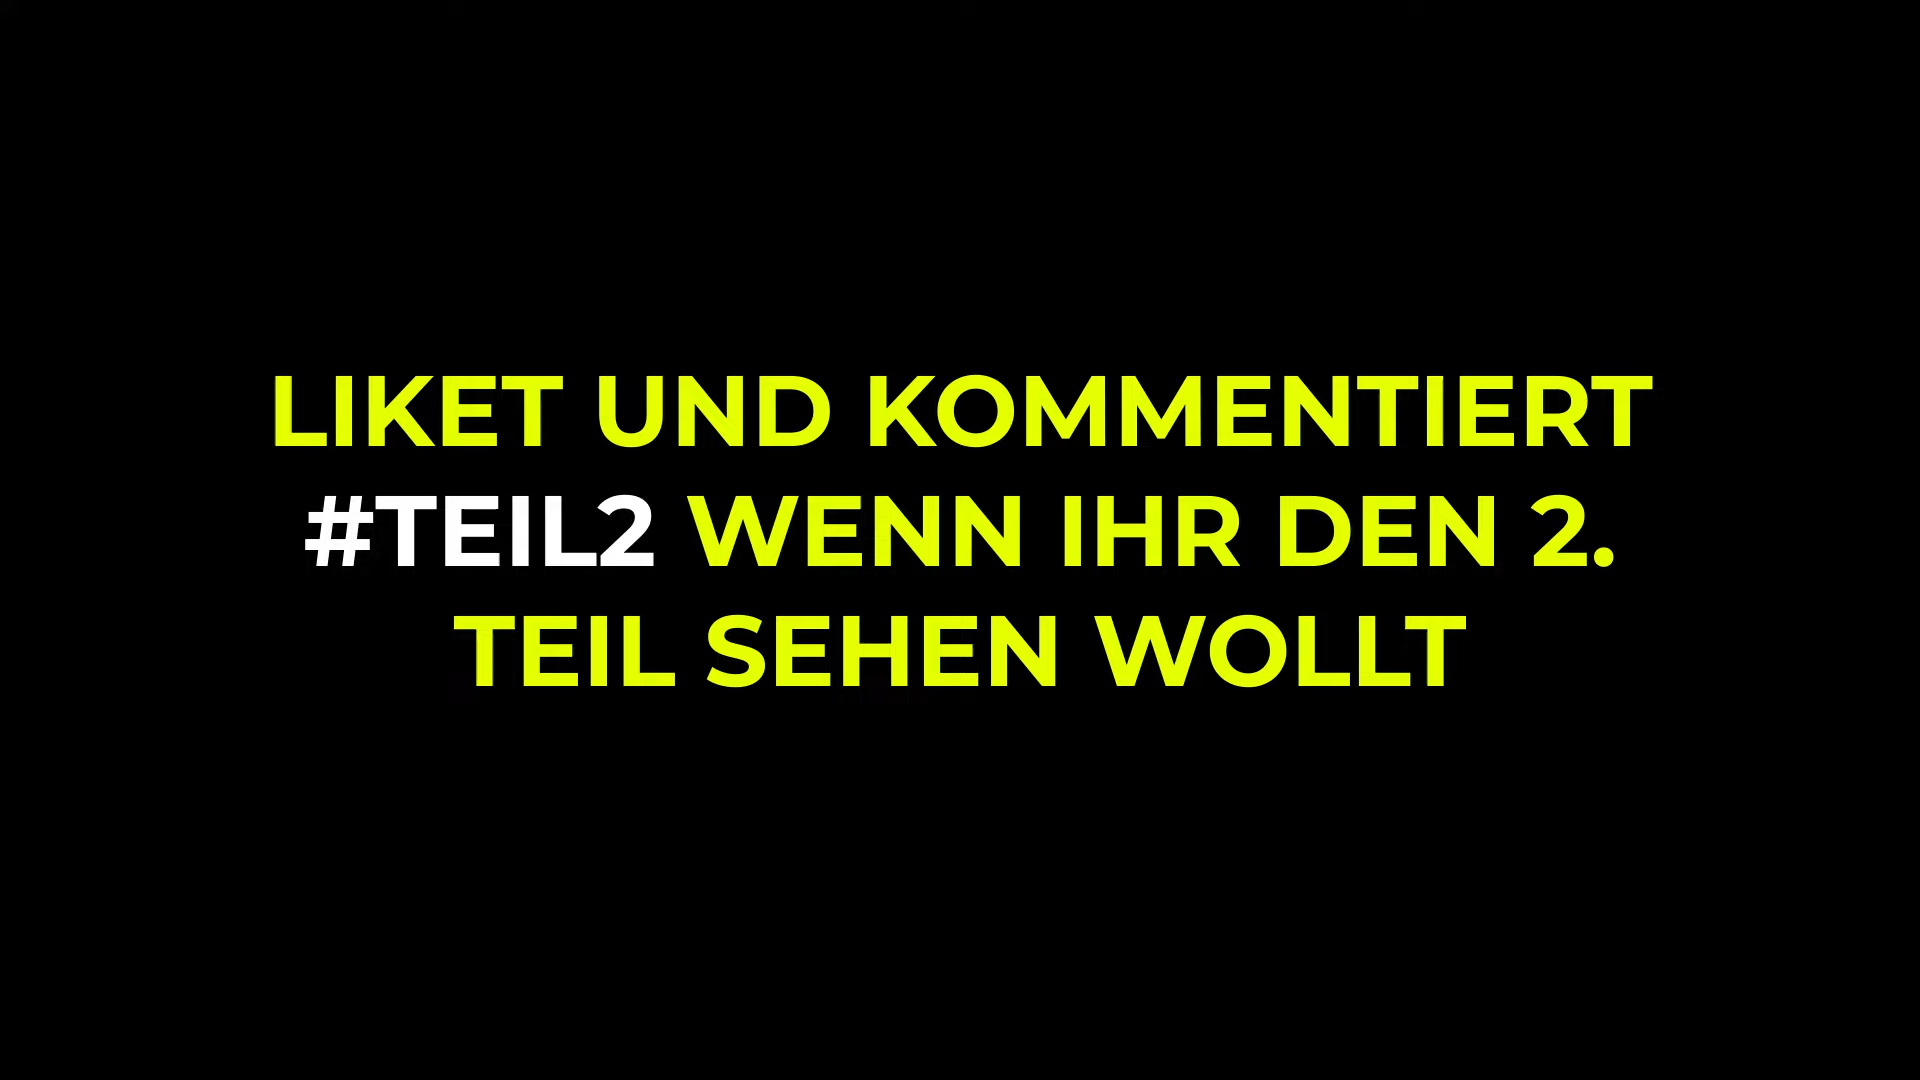 LIKET UND KOMMENTIERT
#TEIL2 WENN IHR DEN 2.
TEIL SEHEN WOLLT